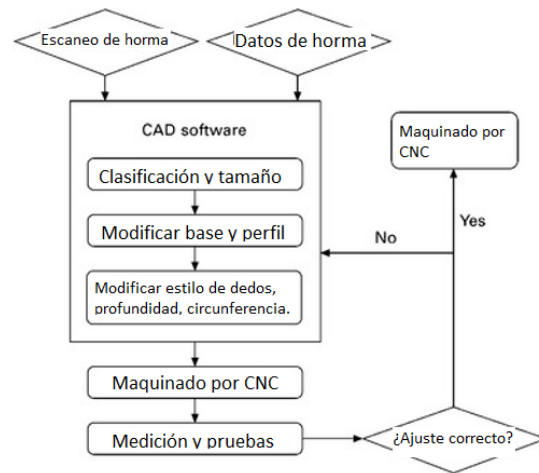 Escaneo de horma
Datos de horma
CAD software
Clasificación y tamaño
Modificar base y perfil
Modificar estilo de dedos,
profundidad, circunferencia.
Maquinado por CNC
Medición y pruebas
¿Ajuste correcto?
No
Yes
Maquinado por
CNC